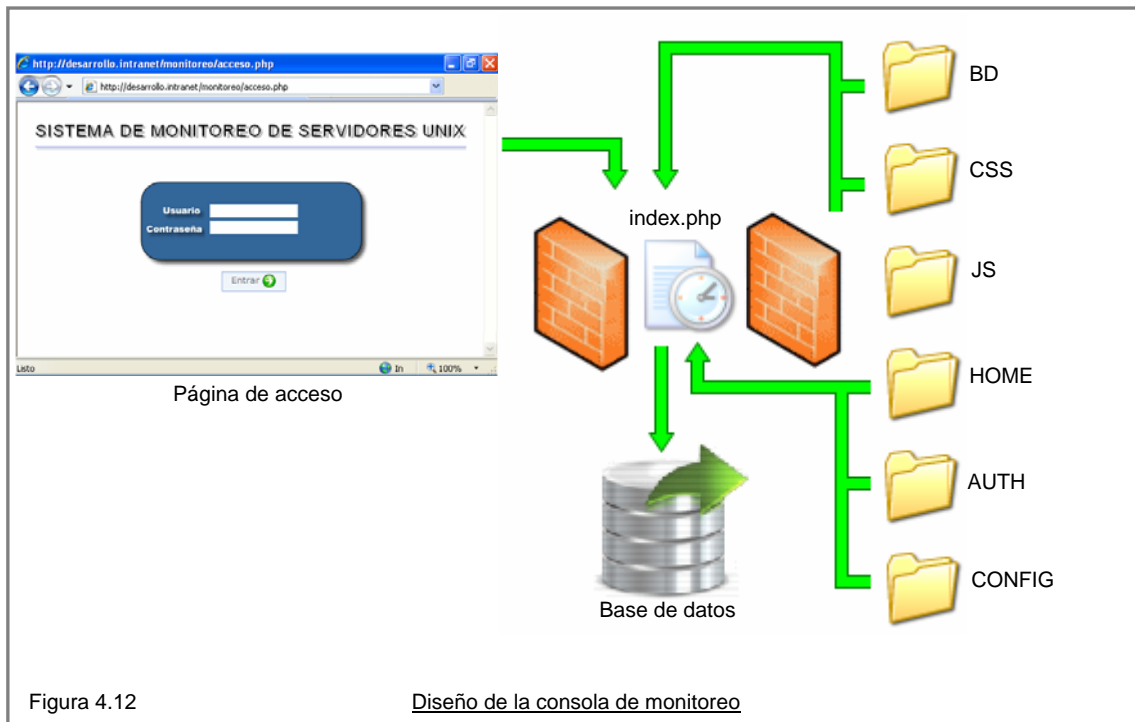 http://desarrollo.intranet/monitoreo/acceso.php
http://desarrollo.intranet/monitoreo/acceso.php
SISTEMA DE MONITOREO DE SERVIDORES UNIX
Usuario
Contraseña
Entrar
Listo
In
100%
Página de acceso
index.php
Base de datos
BD
CSS
JS
HOME
AUTH
CONFIG
Figura 4.12
Diseño de la consola de monitoreo